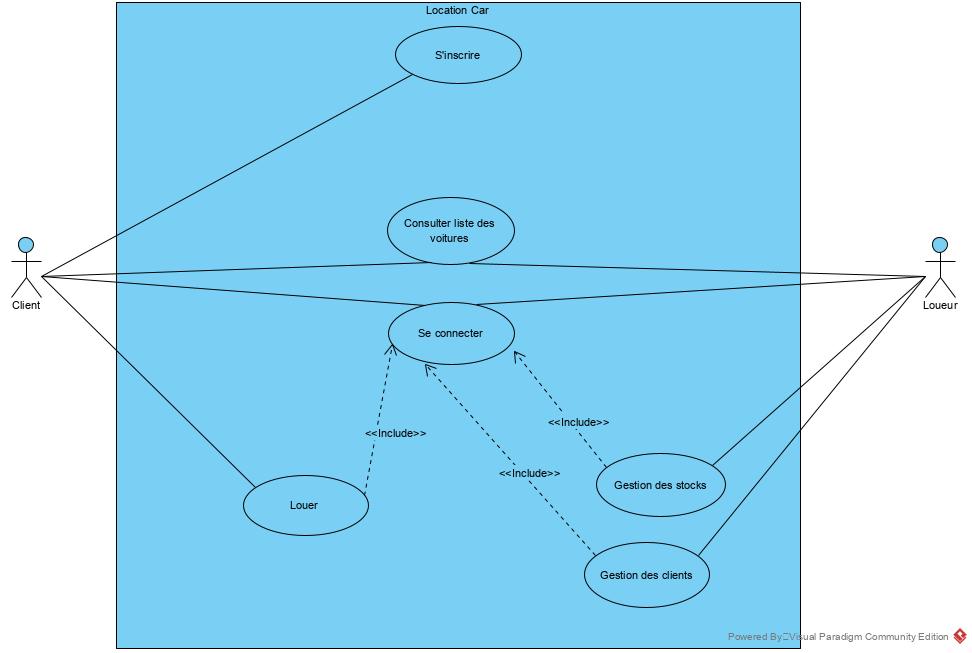 Location Car
S'inscrire
Consulter liste des
voitures
Client
Loueur
Se connecter
<<Include>>
<<Include>>
<<Include>>
Gestion des stocks
Louer
Gestion des clients
Powered By Visual Paradigm Community Edition